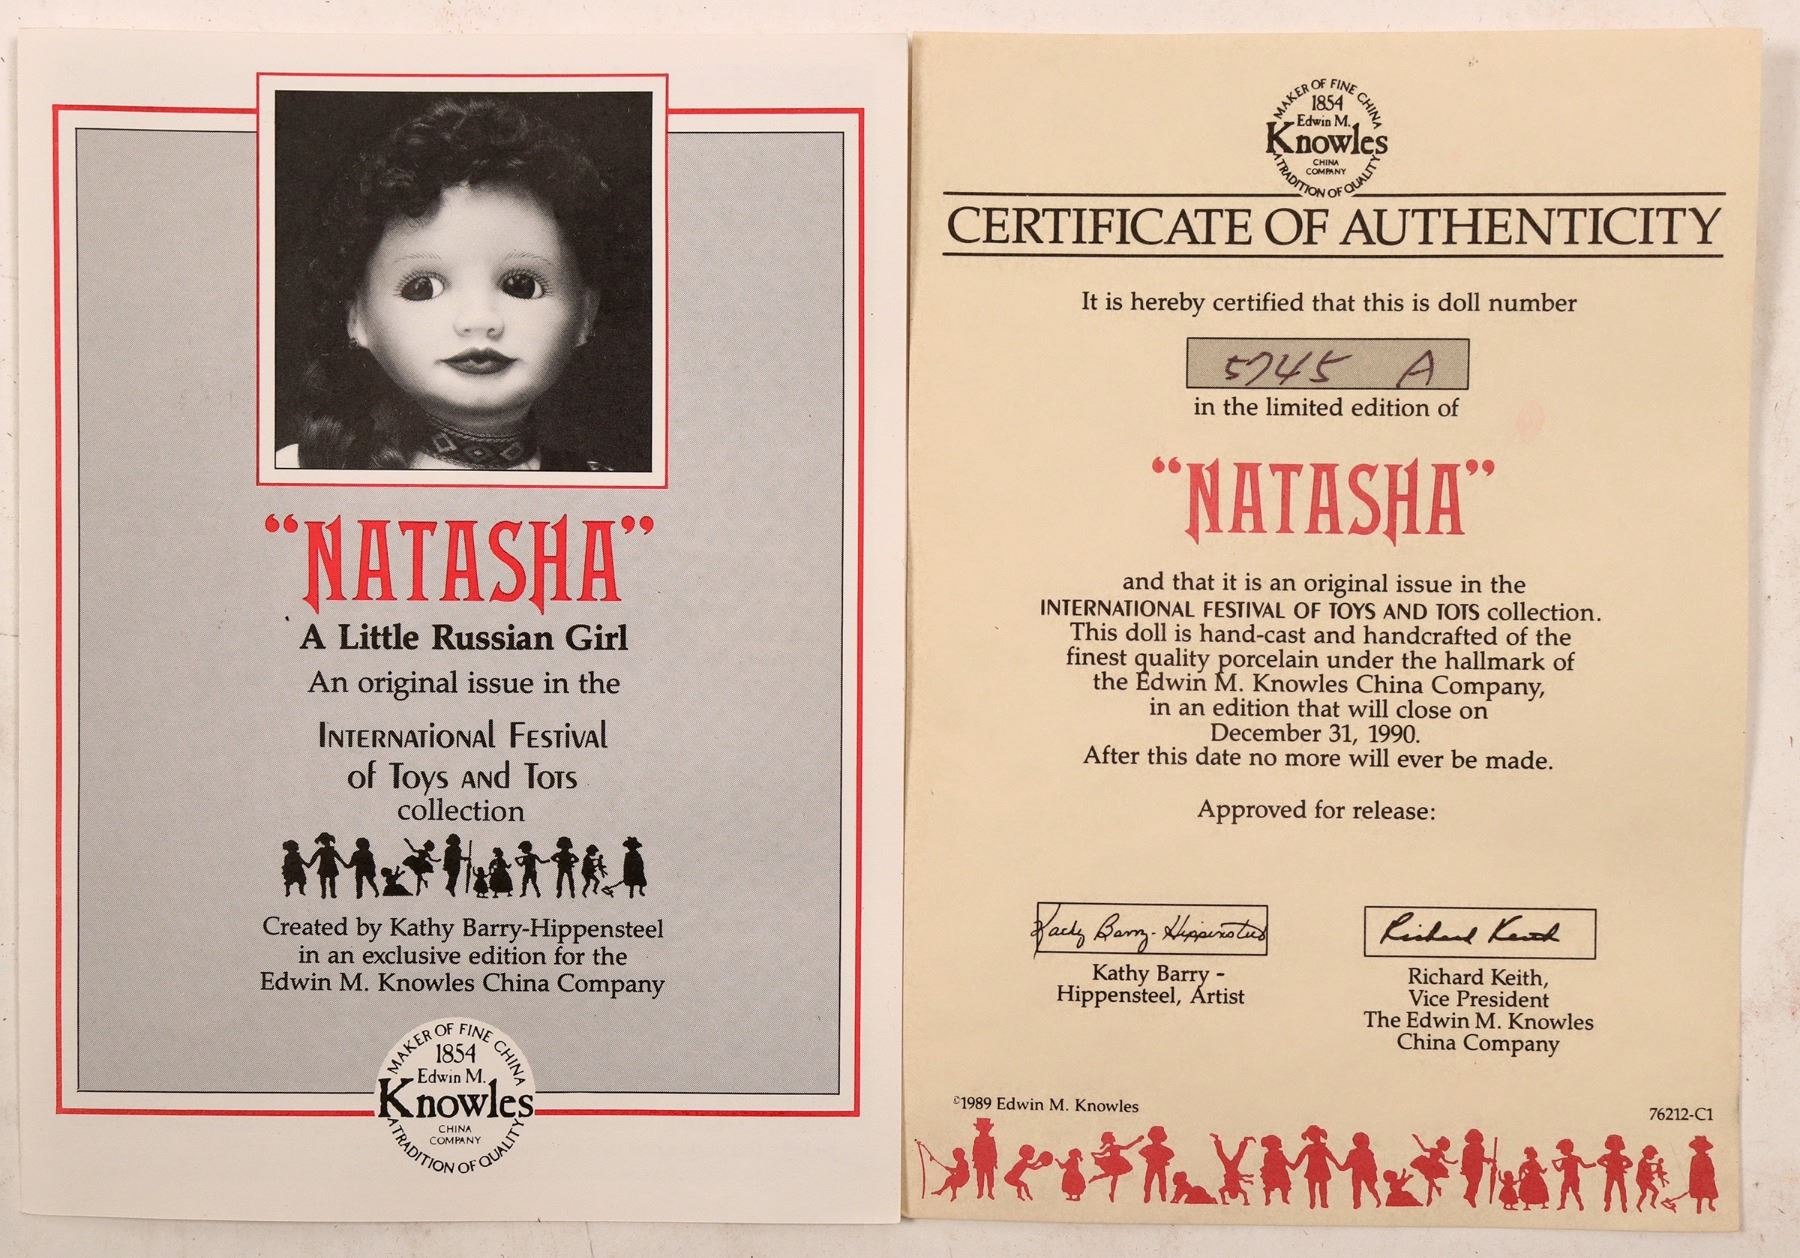 “NATASHA”
A Little Russian Girl
An original issue in the
INTERNATIONAL FESTIVAL
OF TOYS AND TOTS
collection
Created by Kathy Barry-Hippensteel
in an exclusive edition for the
Edwin M. Knowles China Company
MAKER OF FINE CHINA
1854
Edwin M.
Knowles
CHINA
COMPANY
A TRADITION OF QUALITY
MAKER OF FINE CHINA
1854
Edwin M.
Knowles
CHINA
COMPANY
A TRADITION OF QUALITY
CERTIFICATE OF AUTHENTICITY
It is hereby certified that this is doll number
5745 A
in the limited edition of
“NATASHA”
and that it is an original issue in the
INTERNATIONAL FESTIVAL OF TOYS AND TOTS collection.
This doll is hand-cast and handcrafted of the
finest quality porcelain under the hallmark of
the Edwin M. Knowles China Company,
in an edition that will close on
December 31, 1990.
After this date no more will ever be made.
Approved for release:
Kathy Barry-Hippensteel
Kathy Barry -
Hippensteel, Artist
Richard Keith
Richard Keith,
Vice President
The Edwin M. Knowles
China Company
©1989 Edwin M. Knowles
76212-C1